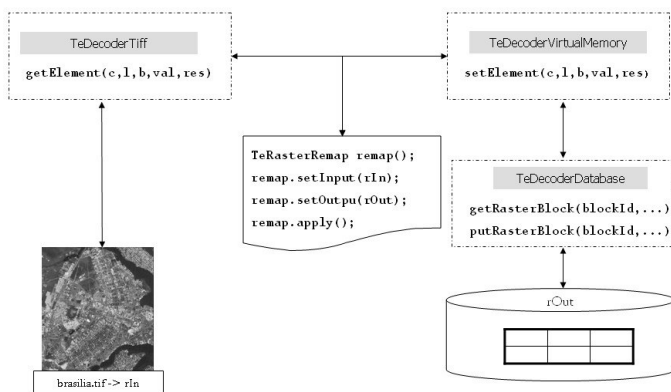 TeDecoderTiff
getElement(c,l,b,val,res)
TeDecoderVirtualMemory
setElement(c,l,b,val,res)
TeRasterRemap remap();
remap.setInput(rIn);
remap.setOutpu(rOut);
remap.apply();
TeDecoderDatabase
getRasterBlock(blockId,...)
putRasterBlock(blockId,...)
rOut
brasilia.tif-> rIn